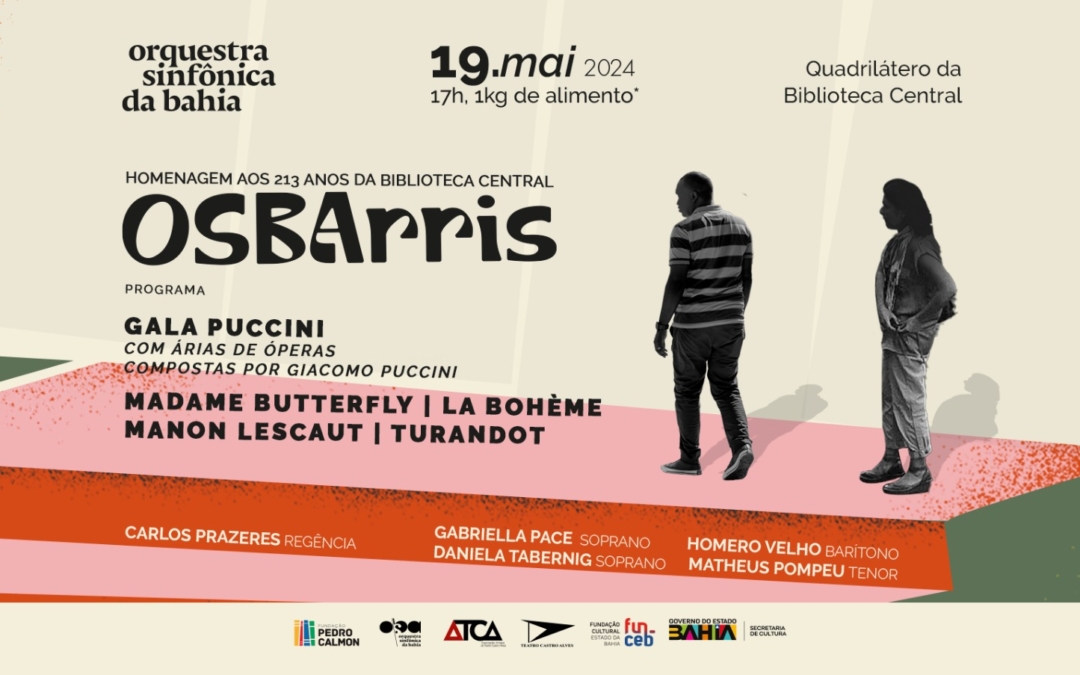 orquestra
sinfônica
da bahia
19.mai 2024
17h, 1kg de alimento*
Quadrilátero da
Biblioteca Central
HOMENAGEM AOS 213 ANOS DA BIBLIOTECA CENTRAL
OSBArris
PROGRAMA
GALA PUCCINI
COM ÁRIAS DE ÓPERAS
COMPOSTAS POR GIACOMO PUCCINI
MADAME BUTTERFLY | LA BOHÈME
MANON LESCAUT | TURANDOT
CARLOS PRAZERES REGÊNCIA
GABRIELLA PACE SOPRANO
DANIELA TABERNIG SOPRANO
HOMERO VELHO BARÍTONO
MATHEUS POMPEU TENOR
FUNDAÇÃO
PEDRO
CALMON
orquestra
sinfônica
da bahia
ATCA
TEATRO CASTRO ALVES
FUNDAÇÃO
CULTURAL
ESTADO DA
BAHIA
fun-
ceb
GOVERNO DO ESTADO
BAHIA
SECRETARIA
DE CULTURA